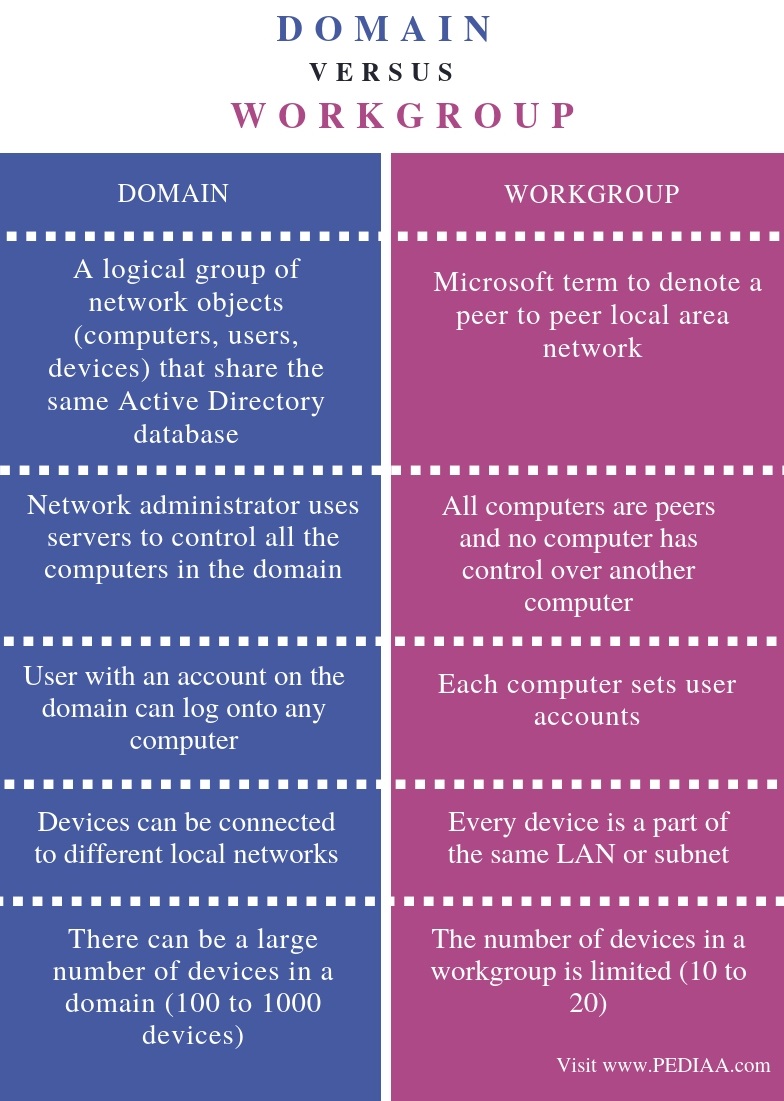 DOMAIN
VERSUS
WORKGROUP
DOMAIN
A logical group of
network objects
(computers, users,
devices) that share the
same Active Directory
database
Network administrator uses
servers to control all the
computers in the domain
User with an account on the
domain can log onto any
computer
Devices can be connected
to different local networks
There can be a large
number of devices in a
domain (100 to 1000
devices)
WORKGROUP
Microsoft term to denote a
peer to peer local area
network
All computers are peers
and no computer has
control over another
computer
Each computer sets user
accounts
Every device is a part of
the same LAN or subnet
The number of devices in a
workgroup is limited (10 to
20)
Visit www.PEDIAA.com